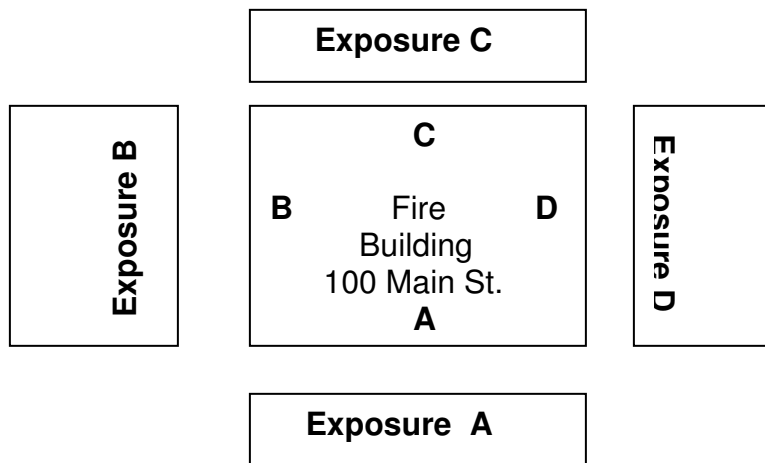 Exposure C
Exposure B
C
B Fire D
Building
100 Main St.
A
Exposure D
Exposure A